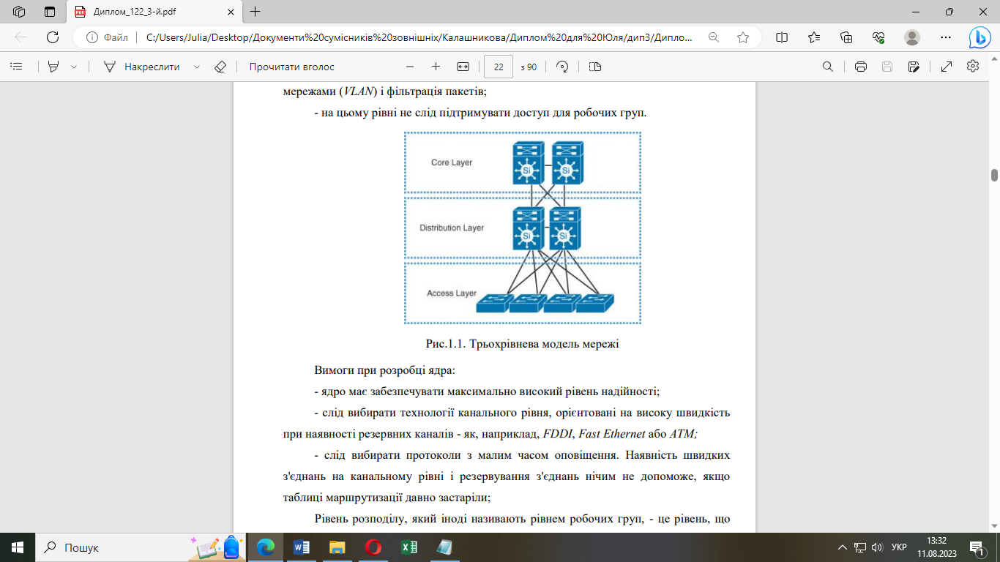 Диплом_122_3-й.pdf
Файл
C:/Users/Julia/Desktop/Документи%20сумісників%20зовнішніх/Калашникова/Диплом%20для%20Юля/дип3/Дипло...
Накреслити
Прочитати вголос
22
з 90
мережами (VLAN) і фільтрація пакетів;
- на цьому рівні не слід підтримувати доступ для робочих груп.
Core Layer
Si
Si
Distribution Layer
Si
Si
Access Layer
Рис.1.1. Трьохрівнева модель мережі
Вимоги при розробці ядра:
- ядро має забезпечувати максимально високий рівень надійності;
- слід вибирати технології канального рівня, орієнтовані на високу швидкість
при наявності резервних каналів - як, наприклад, FDDI, Fast Ethernet або ATM;
- слід вибирати протоколи з малим часом оповіщення. Наявність швидких
з'єднань на канальному рівні і резервування з'єднань нічим не допоможе, якщо
таблиці маршрутизації давно застаріли;
Рівень розподілу, який іноді називають рівнем робочих груп, - це рівень, що
Пошук
УКР
13:32
11.08.2023
1